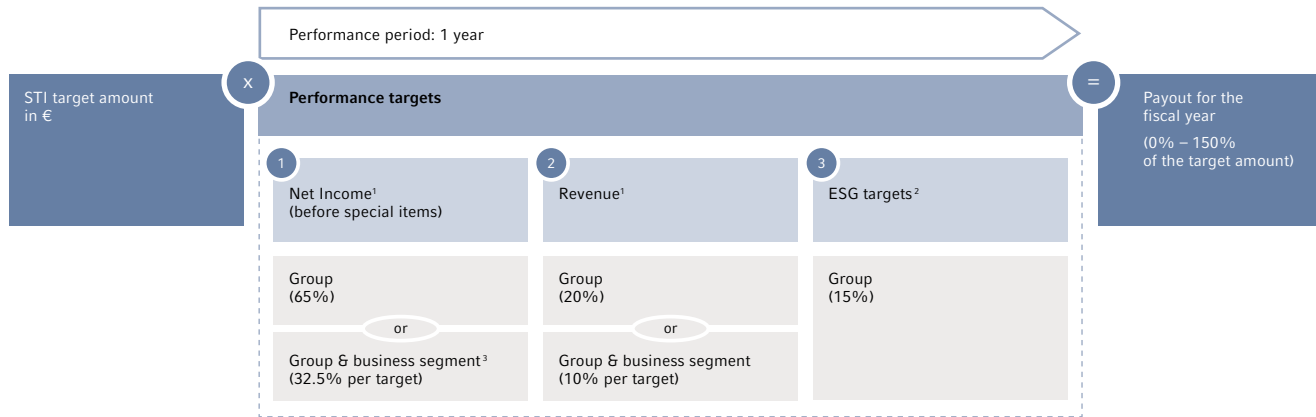 Performance period: 1 year
STI target amount
in €
x
Performance targets
=
Payout for the
fiscal year
(0% – 150%
of the target amount)
1
Net Income¹
(before special items)
2
Revenue¹
3
ESG targets²
Group
(65%)
or
Group & business segment³
(32.5% per target)
Group
(20%)
or
Group & business segment
(10% per target)
Group
(15%)